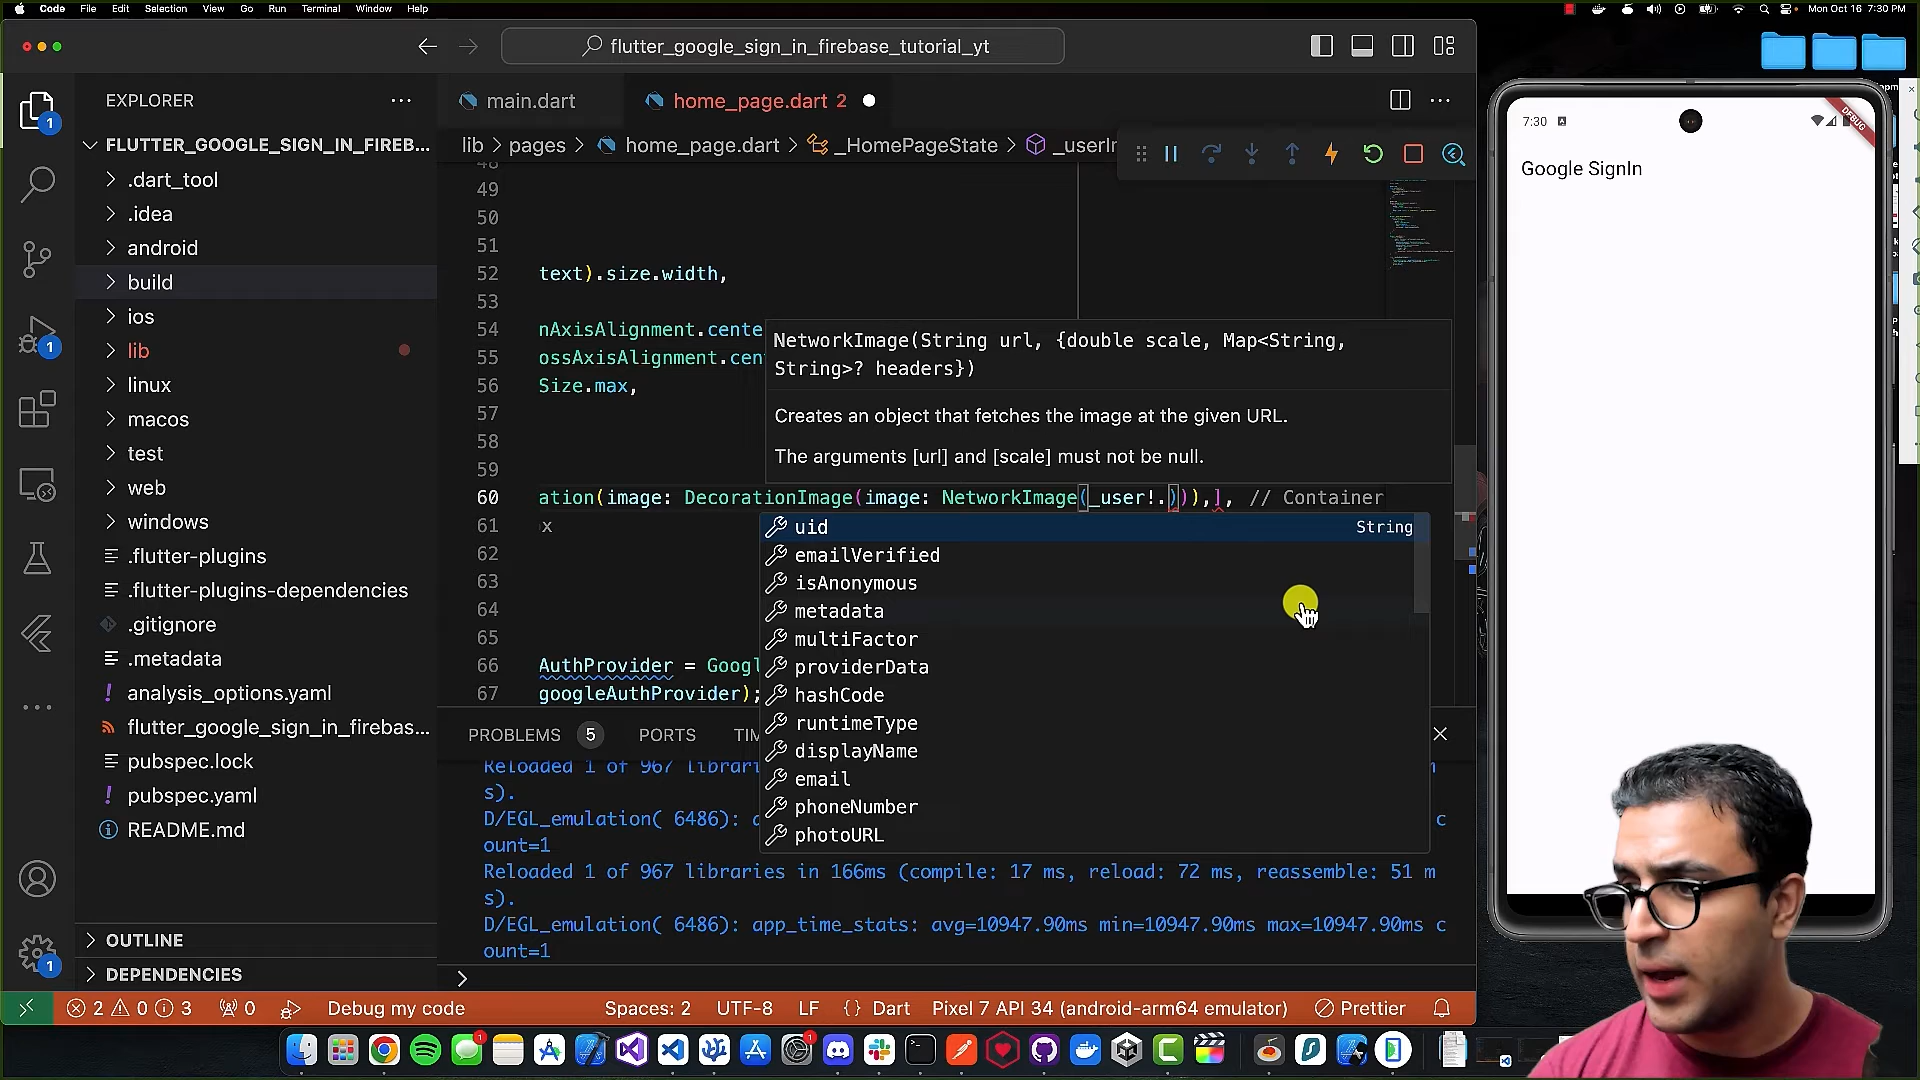 Code File Edit Selection View Go Run Terminal Window Help
Mon Oct 16 7:30 PM
flutter_google_sign_in_firebase_tutorial_yt
EXPLORER
1
FLUTTER_GOOGLE_SIGN_IN_FIREB...
.dart_tool
.idea
android
build
ios
1
lib
linux
macos
test
web
windows
.flutter-plugins
.flutter-plugins-dependencies
.gitignore
.metadata
! analysis_options.yaml
flutter_google_sign_in_firebas...
pubspec.lock
! pubspec.yaml
README.md
OUTLINE
1
DEPENDENCIES
main.dart
home_page.dart 2
lib > pages > home_page.dart > _HomePageState >
48
49
50
51
52 text).size.width,
53
54 nAxisAlignment.cente
55 ossAxisAlignment.cen
56 Size.max,
57
58
59
60 ation(image: DecorationImage(image: NetworkImage(_user!.))),], // Container
61 x
62
63
64
65
66 AuthProvider = Googl
67 googleAuthProvider);
NetworkImage(String url, {double scale, Map<String,
String>? headers})
Creates an object that fetches the image at the given URL.
The arguments [url] and [scale] must not be null.
uid String
emailVerified
isAnonymous
metadata
multiFactor
providerData
hashCode
runtimeType
displayName
email
phoneNumber
photoURL
PROBLEMS 5 PORTS
Reloaded 1 of 967
s).
D/EGL_emulation( 6486): c
ount=1
Reloaded 1 of 967 libraries in 166ms (compile: 17 ms, reload: 72 ms, reassemble: 51 m
s).
D/EGL_emulation( 6486): app_time_stats: avg=10947.90ms min=10947.90ms max=10947.90ms c
ount=1
>
2 0 3 0 Debug my code Spaces: 2 UTF-8 LF {} Dart Pixel 7 API 34 (android-arm64 emulator) Prettier
7:30
DEBUG
Google SignIn